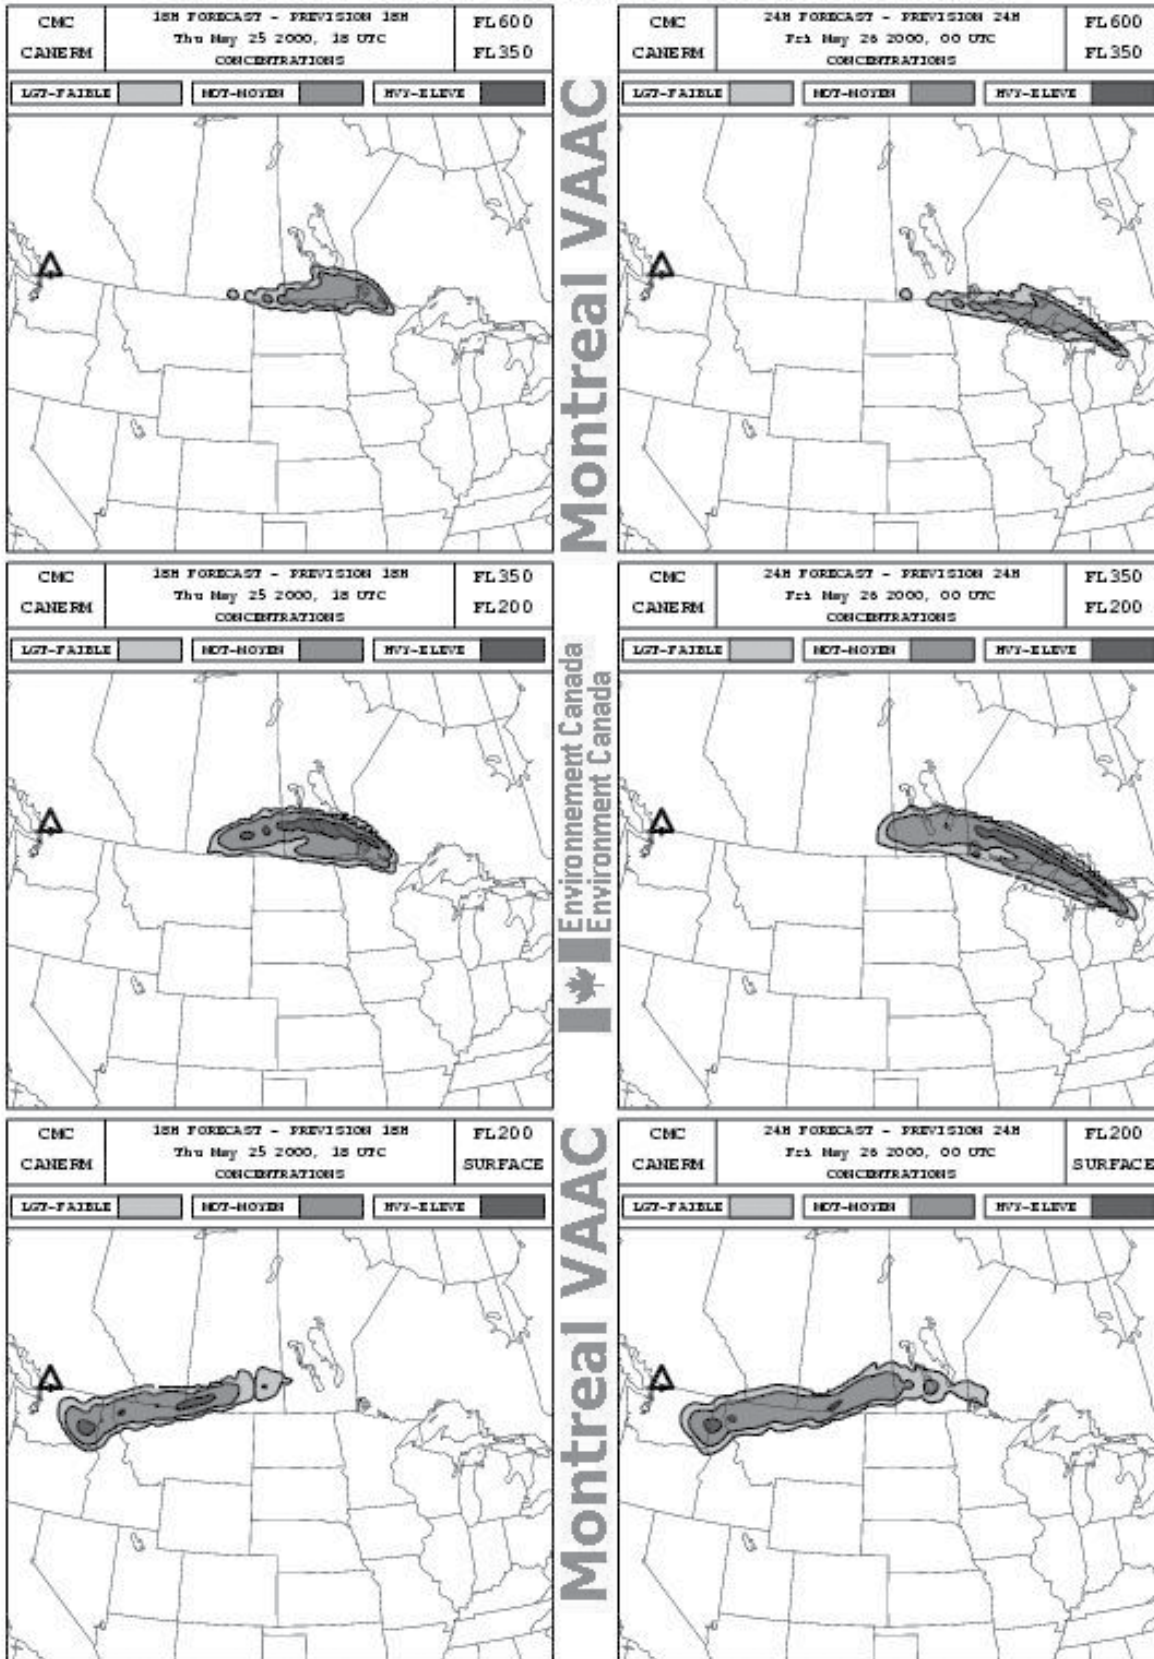 CMC
CANERM
18H FORECAST - PREVISION 18H
Thu May 25 2000, 18 UTC
CONCENTRATIONS
FL600
FL350
LGT-FAIBLE
MOT-MOYEN
HVY-ELEVE
CMC
CANERM
24H FORECAST - PREVISION 24H
Fri May 26 2000, 00 UTC
CONCENTRATIONS
FL600
FL350
LGT-FAIBLE
MOT-MOYEN
HVY-ELEVE
Montreal VAAC
CMC
CANERM
18H FORECAST - PREVISION 18H
Thu May 25 2000, 18 UTC
CONCENTRATIONS
FL350
FL200
LGT-FAIBLE
MOT-MOYEN
HVY-ELEVE
CMC
CANERM
24H FORECAST - PREVISION 24H
Fri May 26 2000, 00 UTC
CONCENTRATIONS
FL350
FL200
LGT-FAIBLE
MOT-MOYEN
HVY-ELEVE
Environnement Canada
Environment Canada
CMC
CANERM
18H FORECAST - PREVISION 18H
Thu May 25 2000, 18 UTC
CONCENTRATIONS
FL200
SURFACE
LGT-FAIBLE
MOT-MOYEN
HVY-ELEVE
CMC
CANERM
24H FORECAST - PREVISION 24H
Fri May 26 2000, 00 UTC
CONCENTRATIONS
FL200
SURFACE
LGT-FAIBLE
MOT-MOYEN
HVY-ELEVE
Montreal VAAC